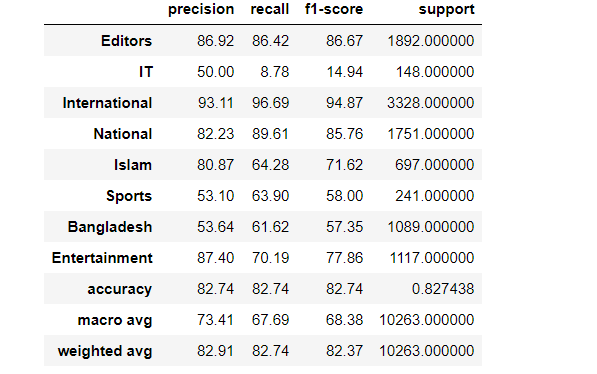 precision recall f1-score support
Editors 86.92 86.42 86.67 1892.000000
IT 50.00 8.78 14.94 148.000000
International 93.11 96.69 94.87 3328.000000
National 82.23 89.61 85.76 1751.000000
Islam 80.87 64.28 71.62 697.000000
Sports 53.10 63.90 58.00 241.000000
Bangladesh 53.64 61.62 57.35 1089.000000
Entertainment 87.40 70.19 77.86 1117.000000
accuracy 82.74 82.74 82.74 0.827438
macro avg 73.41 67.69 68.38 10263.000000
weighted avg 82.91 82.74 82.37 10263.000000